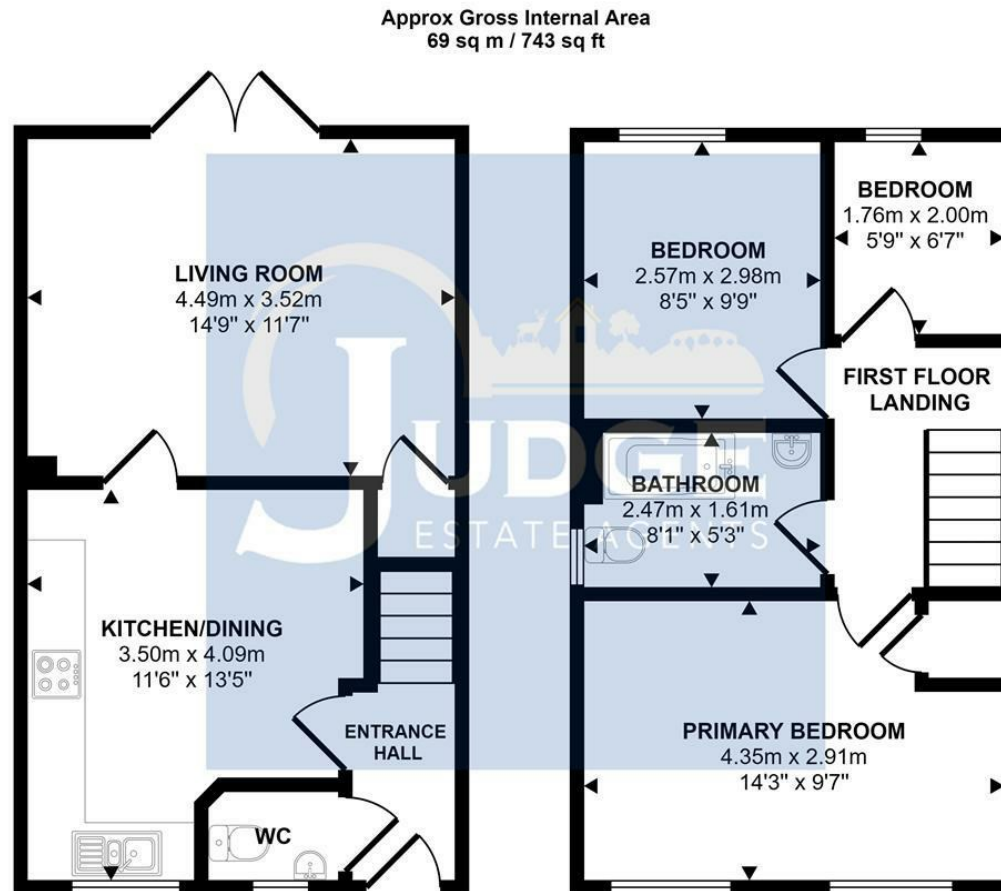 Approx Gross Internal Area
69 sq m / 743 sq ft
LIVING ROOM
4.49m x 3.52m
14'9" x 11'7"
KITCHEN/DINING
3.50m x 4.09m
11'6" x 13'5"
ENTRANCE
HALL
WC
BEDROOM
2.57m x 2.98m
8'5" x 9'9"
BEDROOM
1.76m x 2.00m
5'9" x 6'7"
FIRST FLOOR
LANDING
BATHROOM
2.47m x 1.61m
8'1" x 5'3"
PRIMARY BEDROOM
4.35m x 2.91m
14'3" x 9'7"
JUDGE
ESTATE AGENTS